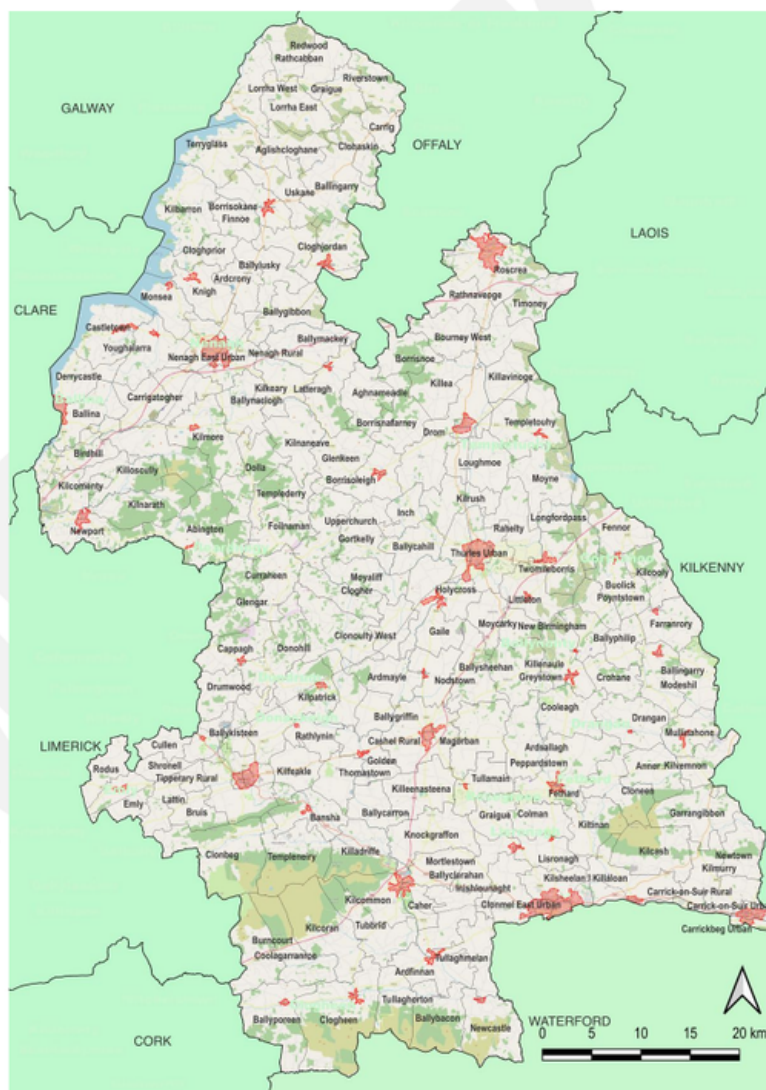 Redwood
Rathcabban
Riverstown
Lorrha West
Graigue
Lorrha East
GALWAY
Carrig
Terryglass
OFFALY
Aglishcloghane
Clohaskin
Uskane
Ballingarry
Kilbarron
Borrisokane
Finnoe
LAOIS
Cloghprior
Cloghjordan
Ballylusky
Ardcrony
Roscrea
Monsea
Knigh
Rathnaveoge
Timoney
CLARE
Ballygibbon
Castletown
Youghalarra
Ballymackey
Bourney West
Nenagh East Urban
Nenagh Rural
Borrisnoe
Derrycastle
Killea
Killavinoge
Kilkeary
Latteragh
Aghnameadle
Carrigatogher
Ballynaclogh
Ballina
Borrisnafarney
Templetouhy
Drom
Kilmore
Kilnaneave
Birdhill
Glenkeen
Loughmoe
Killoscully
Dolla
Moyne
Kilcomenty
Borrisoleigh
Templederry
Kilrush
Kilnarath
Inch
Longfordpass
Newport
Abington
Foilnaman
Upperchurch
Rahelty
Fennor
Gortkelly
Ballycahill
Thurles Urban
KILKENNY
Twomileborris
Kilcooly
Curraheen
Moyaliff
Buolick
Clogher
Holycross
Poyntstown
Glengar
Littleton
Moycarky
New Birmingham
Farranrory
Clonoulty West
Gaile
Ballyphilip
Cappagh
Donohill
Ballysheehan
Killenaule
Ballingarry
Ardmayle
Nodstown
Greystown
Crohane
Modeshil
Drumwood
Kilpatrick
Cooleagh
Ballygriffin
Drangan
Ballykisteen
Rathlynin
Mullinahone
Cullen
Cashel Rural
Magorban
LIMERICK
Ardsallagh
Golden
Peppardstown
Shronell
Rodus
Kilfeakle
Thomastown
Anner
Kilvemnon
Tipperary Rural
Tullamain
Killeenasteena
Fethard
Cloneen
Emly
Lattin
Bansha
Ballycarron
Graigue
Colman
Garrangibbon
Bruis
Kiltinan
Knockgraffon
Clonbeg
Templeneiry
Killadriffe
Kilcash
Newtown
Mortlestown
Lisronagh
Ballyclerahan
Kilmurry
Kilsheelan
Killaloan
Inishlounaght
Carrick-on-Suir Rural
Kilcommon
Caher
Clonmel East Urban
Carrick-on-Suir Urb
Kilcoran
Tubbrid
Carrickbeg Urban
Burncourt
Coolagarranroe
Tullaghmelan
Ardfinnan
Tullaghorton
Ballyporeen
Clogheen
Ballybacon
Newcastle
WATERFORD
CORK
0 5 10 15 20 km